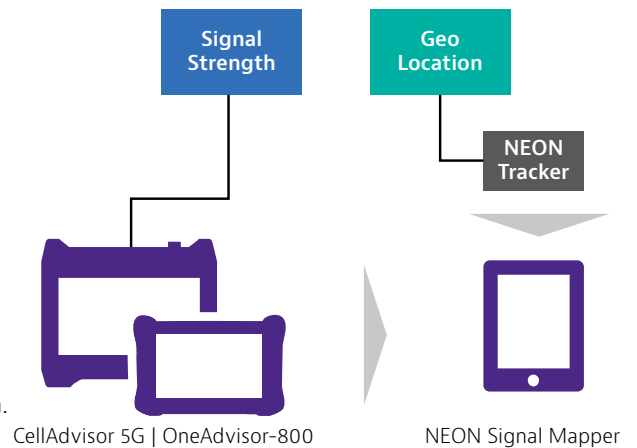 Signal
Strength
Geo
Location
NEON
Tracker
CellAdvisor 5G | OneAdvisor-800
NEON Signal Mapper